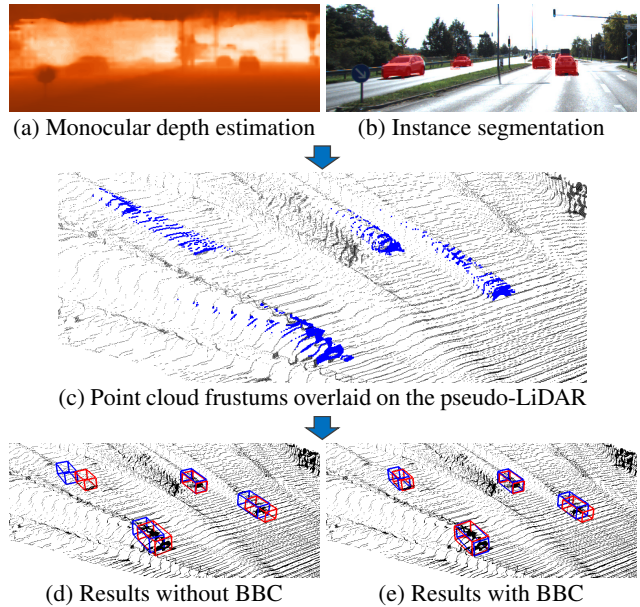 (a) Monocular depth estimation
(b) Instance segmentation
(c) Point cloud frustums overlaid on the pseudo-LiDAR
(d) Results without BBC
(e) Results with BBC